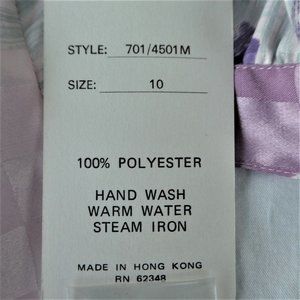 STYLE: 701/4501M
SIZE: 10
100% POLYESTER
HAND WASH
WARM WATER
STEAM IRON
MADE IN HONG KONG
RN 62348